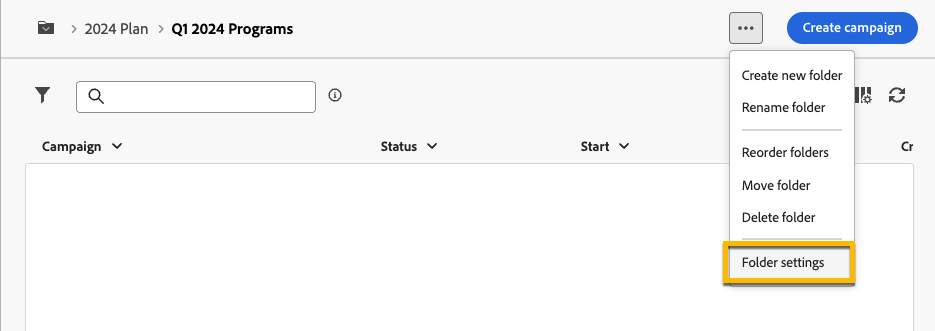 2024 Plan Q1 2024 Programs
Create campaign
Create new folder
Rename folder
Reorder folders
Move folder
Delete folder
Folder settings
Campaign Status Start Cr